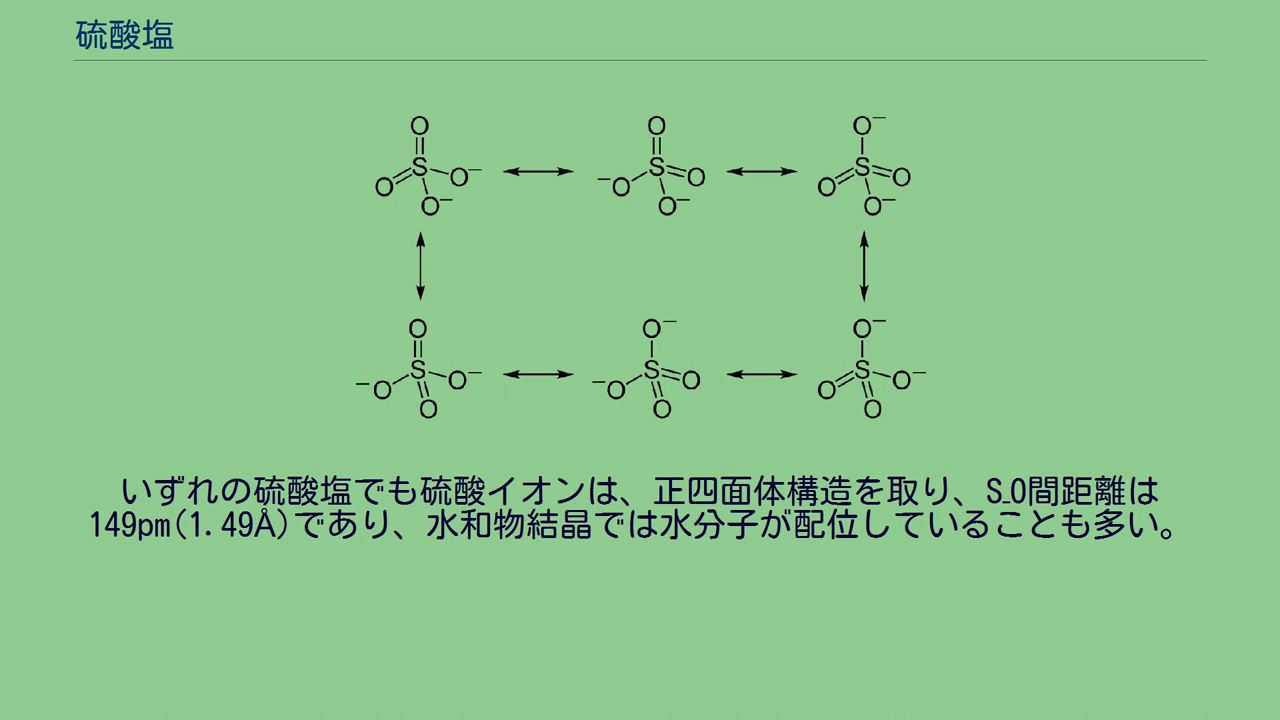 硫酸塩
O O O⁻
S O⁻ S S
O ⁻O O O O
O⁻ O⁻ O⁻
O O⁻ O⁻
S S S
⁻O O⁻ ⁻O O O O⁻
O O O
いずれの硫酸塩でも硫酸イオンは、正四面体構造を取り、S_O間距離は
149pm(1.49Å)であり、水和物結晶では水分子が配位していることも多い。